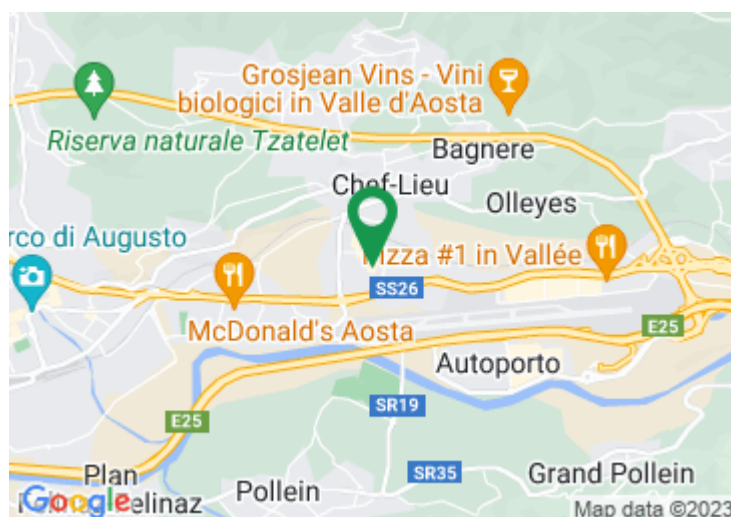 Grosjean Vins - Vini
biologici in Valle d'Aosta
Riserva naturale Tzatelet
Bagnere
Chef-Lieu
Olleyes
rco di Augusto
izza #1 in Vallée
SS26
McDonald's Aosta
E25
Autoporto
E25
SR19
SR35
Grand Pollein
Plan
Pollein
Google
elinaz
Map data ©2023